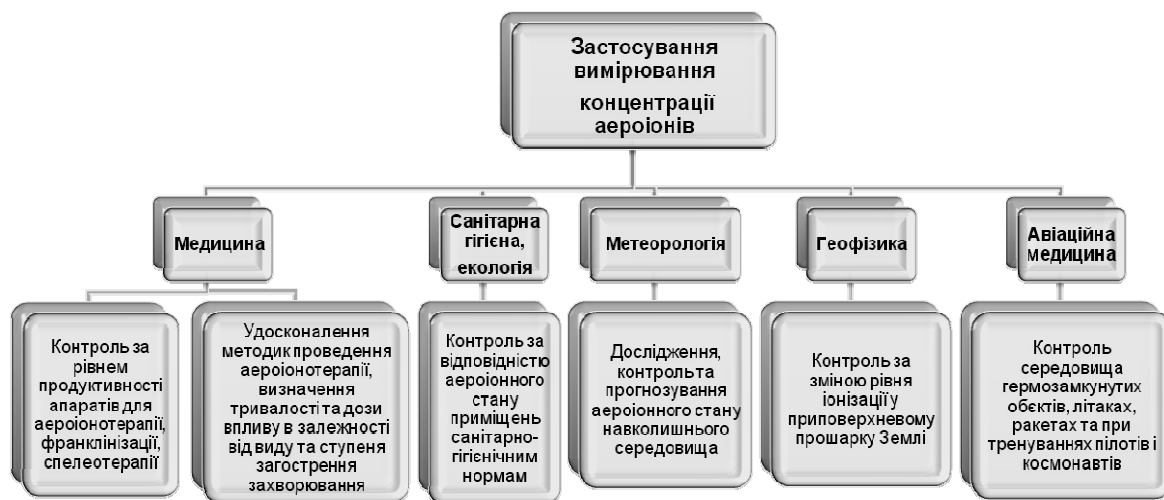 Застосування
вимірювання
концентрації
аероіонів
Медицина
Санітарна
гігієна,
екологія
Метеорологія
Геофізика
Авіаційна
медицина
Контроль за
рівнем
продуктивності
апаратів для
аероіонотерапії,
франклінізації,
спелеотерапії
Удосконалення
методик проведення
аероіонотерапії,
визначення
тривалості та дози
впливу в залежності
від виду та ступеня
загострення
захворювання
Контроль за
відповідністю
аероіонного
стану
приміщень
санітарно-
гігієнічним
нормам
Дослідження,
контроль та
прогнозування
аероіонного стану
навколишнього
середовища
Контроль за
зміною рівня
іонізації у
приповерхневому
прошарку Землі
Контроль
середовища
гермозамкунутих
обєктів, літаках,
ракетах та при
тренуваннях пілотів і
космонавтів